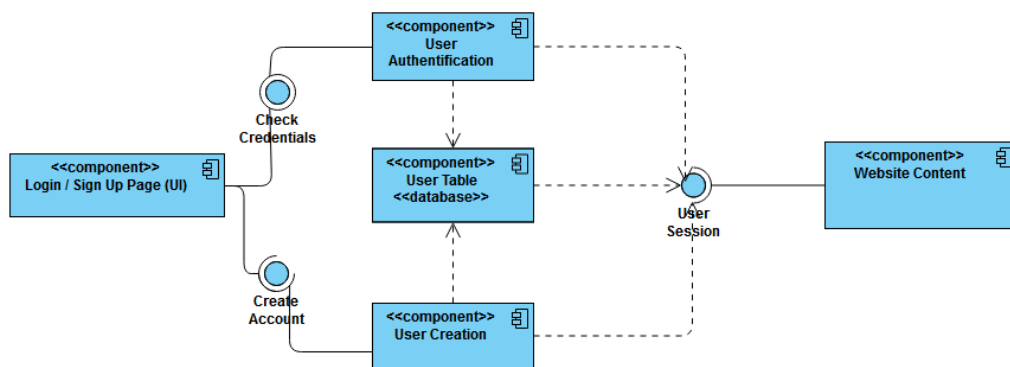 <<component>>
User
Authentification
Check
Credentials
<<component>>
Login / Sign Up Page (UI)
<<component>>
User Table
<<database>>
<<component>>
Website Content
User
Session
Create
Account
<<component>>
User Creation